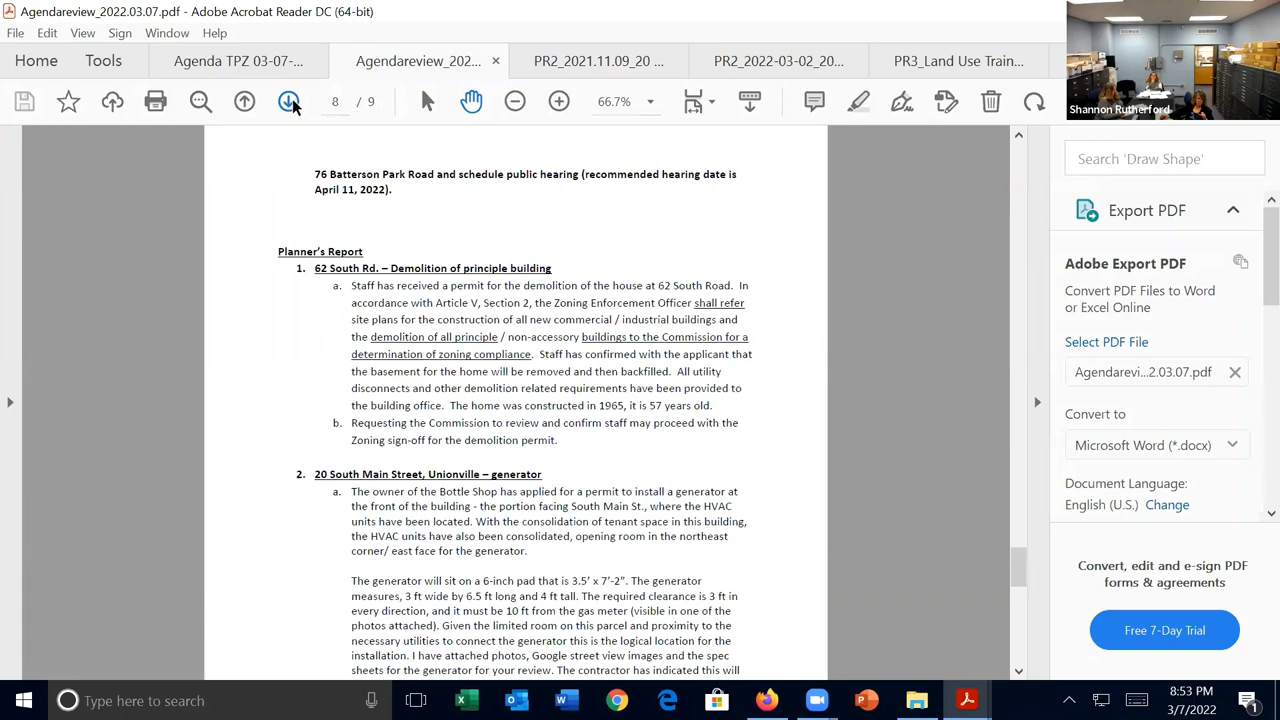 Agendareview_2022.03.07.pdf - Adobe Acrobat Reader DC (64-bit)
File Edit View Sign Window Help
Home Tools Agenda TPZ 03-07-... Agendareview_202... × PR2_2021.11.09_20 ... PR2_2022-03-02_20... PR3_Land Use Train...
8 / 9 66.7%
Shannon Rutherford
76 Batterson Park Road and schedule public hearing (recommended hearing date is
April 11, 2022).
Planner's Report
1. 62 South Rd. – Demolition of principle building
a. Staff has received a permit for the demolition of the house at 62 South Road. In
accordance with Article V, Section 2, the Zoning Enforcement Officer shall refer
site plans for the construction of all new commercial / industrial buildings and
the demolition of all principle / non-accessory buildings to the Commission for a
determination of zoning compliance. Staff has confirmed with the applicant that
the basement for the home will be removed and then backfilled. All utility
disconnects and other demolition related requirements have been provided to
the building office. The home was constructed in 1965, it is 57 years old.
b. Requesting the Commission to review and confirm staff may proceed with the
Zoning sign-off for the demolition permit.
2. 20 South Main Street, Unionville – generator
a. The owner of the Bottle Shop has applied for a permit to install a generator at
the front of the building - the portion facing South Main St., where the HVAC
units have been located. With the consolidation of tenant space in this building,
the HVAC units have also been consolidated, opening room in the northeast
corner/ east face for the generator.
The generator will sit on a 6-inch pad that is 3.5' x 7'-2". The generator
measures, 3 ft wide by 6.5 ft long and 4 ft tall. The required clearance is 3 ft in
every direction, and it must be 10 ft from the gas meter (visible in one of the
photos attached). Given the limited room on this parcel and proximity to the
necessary utilities to connect the generator this is the logical location for the
installation. I have attached photos, Google street view images and the spec
sheets for the generator for your review. The contractor has indicated this will
Search 'Draw Shape'
Export PDF
Adobe Export PDF
Convert PDF Files to Word
or Excel Online
Select PDF File
Agendarevi...2.03.07.pdf
Convert to
Microsoft Word (*.docx)
Document Language:
English (U.S.) Change
Convert, edit and e-sign PDF
forms & agreements
Free 7-Day Trial
Type here to search
8:53 PM
3/7/2022
1